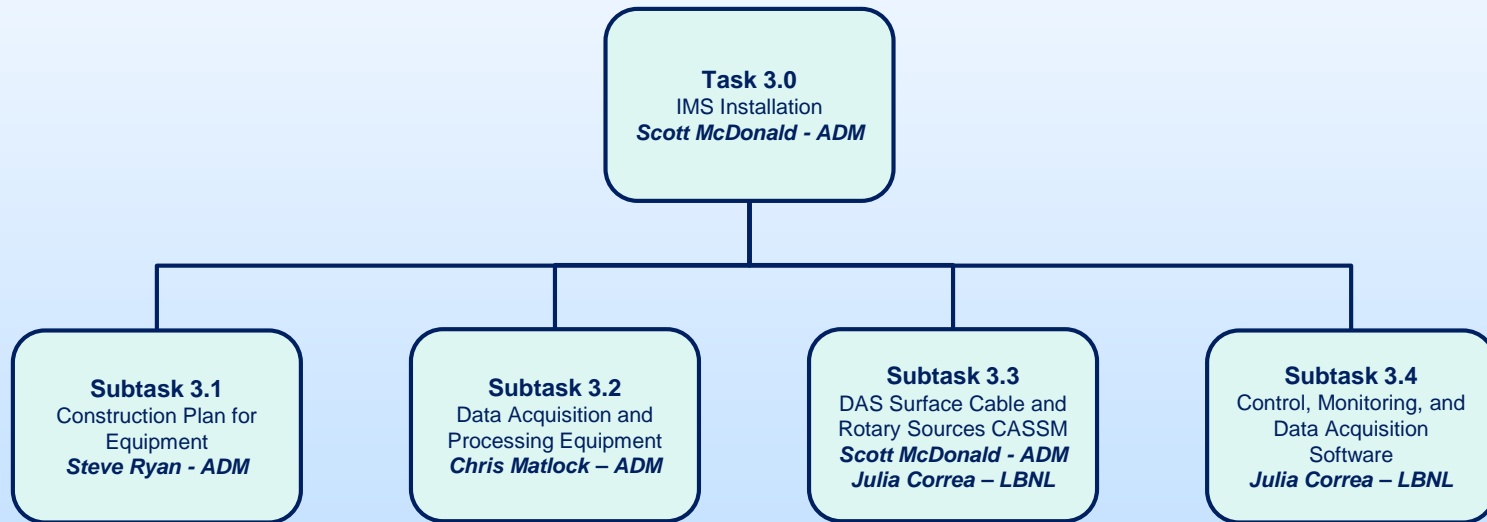 Task 3.0
IMS Installation
Scott McDonald - ADM
Subtask 3.1
Construction Plan for
Equipment
Steve Ryan - ADM
Subtask 3.2
Data Acquisition and
Processing Equipment
Chris Matlock – ADM
Subtask 3.3
DAS Surface Cable and
Rotary Sources CASSM
Scott McDonald - ADM
Julia Correa – LBNL
Subtask 3.4
Control, Monitoring, and
Data Acquisition
Software
Julia Correa – LBNL